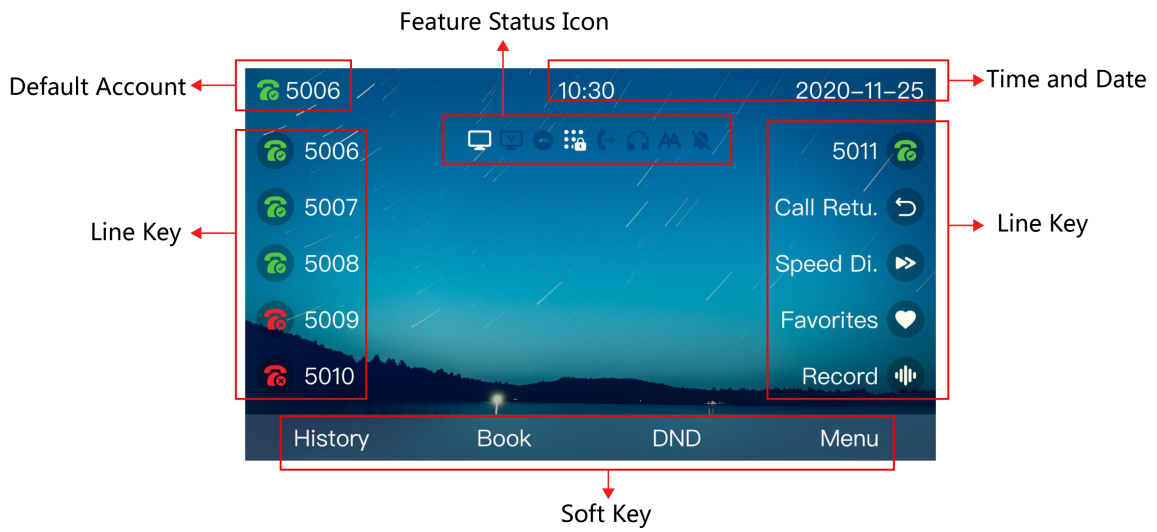 Feature Status Icon
Default Account
5006
10:30
2020-11-25
Time and Date
5006
5007
5008
5009
5010
Line Key
5011
Call Retu.
Speed Di.
Favorites
Record
Line Key
History
Book
DND
Menu
Soft Key